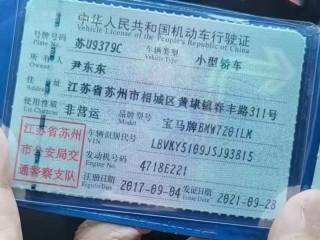 中华人民共和国机动车行驶证
Vehicle License of the People's Republic of China
号牌号码 苏U9379C 车辆类型 小型轿车
Plate No. Vehicle Type
所有人 尹东东
Owner
住址 江苏省苏州市相城区黄埭镇春丰路311号
Address
使用性质 非营运 品牌型号 宝马牌BMW7201LM
Model
江苏省苏州市公安局交通警察支队
车辆识别代号 LBVKY5109JSJ93815
VIN
发动机号码 4718E221
Engine No.
注册日期 2017-09-04 发证日期 2021-09-28
Register Date Issue Date